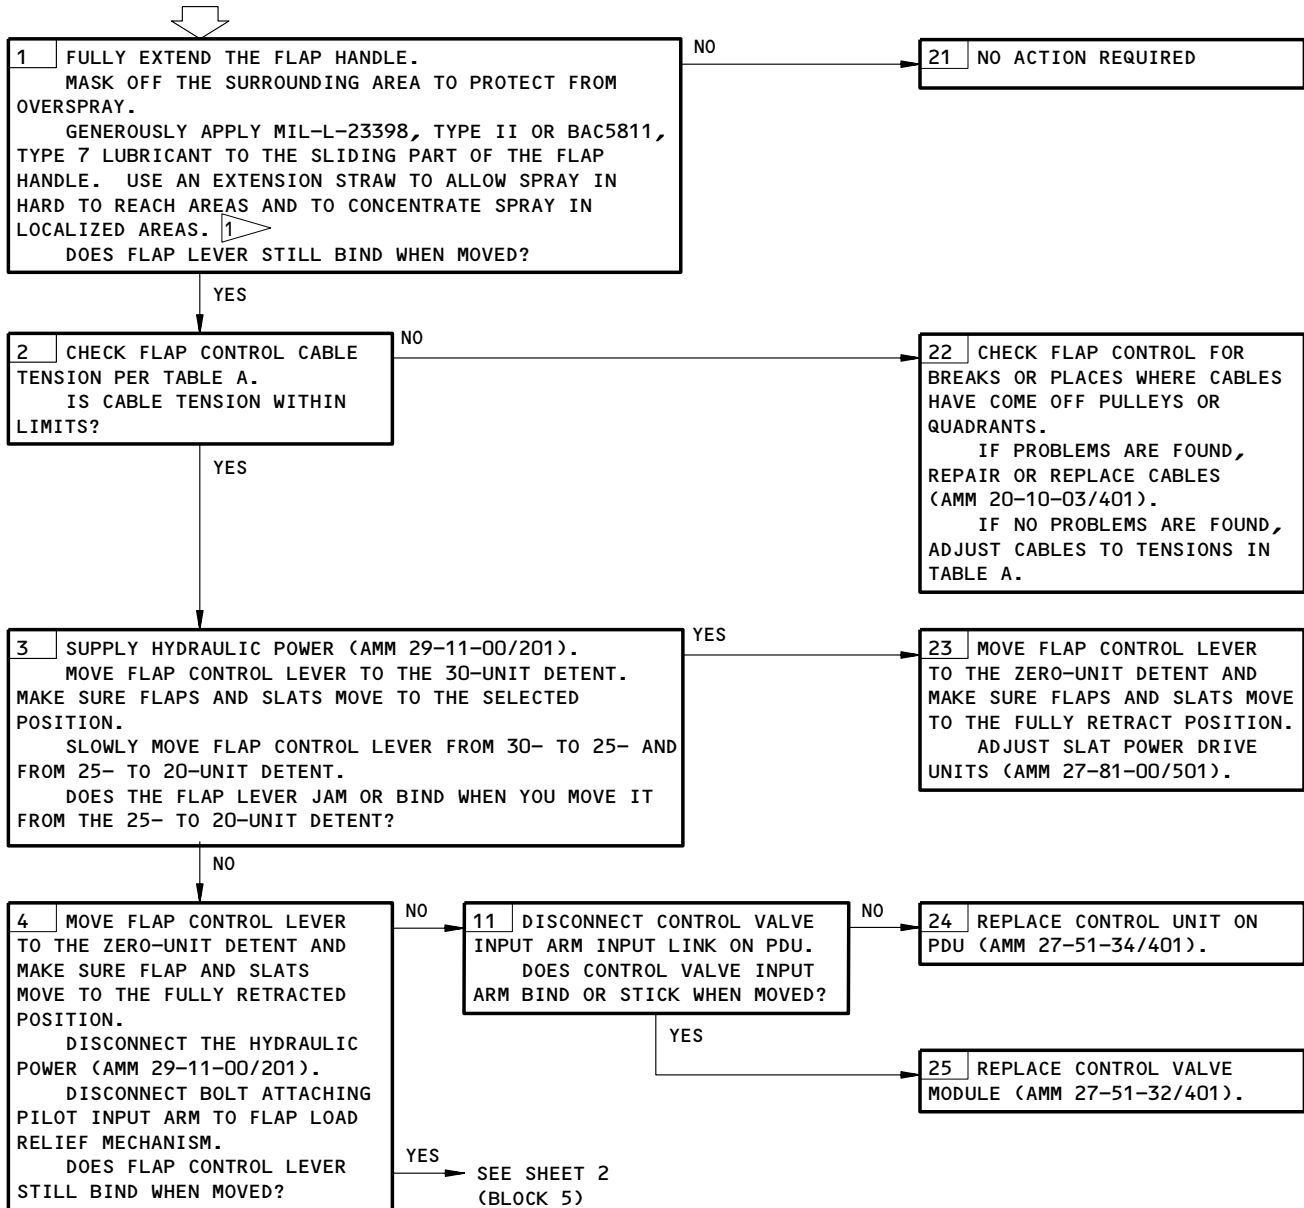 1 FULLY EXTEND THE FLAP HANDLE.
MASK OFF THE SURROUNDING AREA TO PROTECT FROM
OVERSPRAY.
GENEROUSLY APPLY MIL-L-23398, TYPE II OR BAC5811,
TYPE 7 LUBRICANT TO THE SLIDING PART OF THE FLAP
HANDLE. USE AN EXTENSION STRAW TO ALLOW SPRAY IN
HARD TO REACH AREAS AND TO CONCENTRATE SPRAY IN
LOCALIZED AREAS. 1
DOES FLAP LEVER STILL BIND WHEN MOVED?
NO
21 NO ACTION REQUIRED
YES
2 CHECK FLAP CONTROL CABLE
TENSION PER TABLE A.
IS CABLE TENSION WITHIN
LIMITS?
NO
22 CHECK FLAP CONTROL FOR
BREAKS OR PLACES WHERE CABLES
HAVE COME OFF PULLEYS OR
QUADRANTS.
IF PROBLEMS ARE FOUND,
REPAIR OR REPLACE CABLES
(AMM 20-10-03/401).
IF NO PROBLEMS ARE FOUND,
ADJUST CABLES TO TENSIONS IN
TABLE A.
YES
3 SUPPLY HYDRAULIC POWER (AMM 29-11-00/201).
MOVE FLAP CONTROL LEVER TO THE 30-UNIT DETENT.
MAKE SURE FLAPS AND SLATS MOVE TO THE SELECTED
POSITION.
SLOWLY MOVE FLAP CONTROL LEVER FROM 30- TO 25- AND
FROM 25- TO 20-UNIT DETENT.
DOES THE FLAP LEVER JAM OR BIND WHEN YOU MOVE IT
FROM THE 25- TO 20-UNIT DETENT?
YES
23 MOVE FLAP CONTROL LEVER
TO THE ZERO-UNIT DETENT AND
MAKE SURE FLAPS AND SLATS MOVE
TO THE FULLY RETRACT POSITION.
ADJUST SLAT POWER DRIVE
UNITS (AMM 27-81-00/501).
NO
4 MOVE FLAP CONTROL LEVER
TO THE ZERO-UNIT DETENT AND
MAKE SURE FLAP AND SLATS
MOVE TO THE FULLY RETRACTED
POSITION.
DISCONNECT THE HYDRAULIC
POWER (AMM 29-11-00/201).
DISCONNECT BOLT ATTACHING
PILOT INPUT ARM TO FLAP LOAD
RELIEF MECHANISM.
DOES FLAP CONTROL LEVER
STILL BIND WHEN MOVED?
NO
11 DISCONNECT CONTROL VALVE
INPUT ARM INPUT LINK ON PDU.
DOES CONTROL VALVE INPUT
ARM BIND OR STICK WHEN MOVED?
NO
24 REPLACE CONTROL UNIT ON
PDU (AMM 27-51-34/401).
YES
25 REPLACE CONTROL VALVE
MODULE (AMM 27-51-32/401).
YES
SEE SHEET 2
(BLOCK 5)